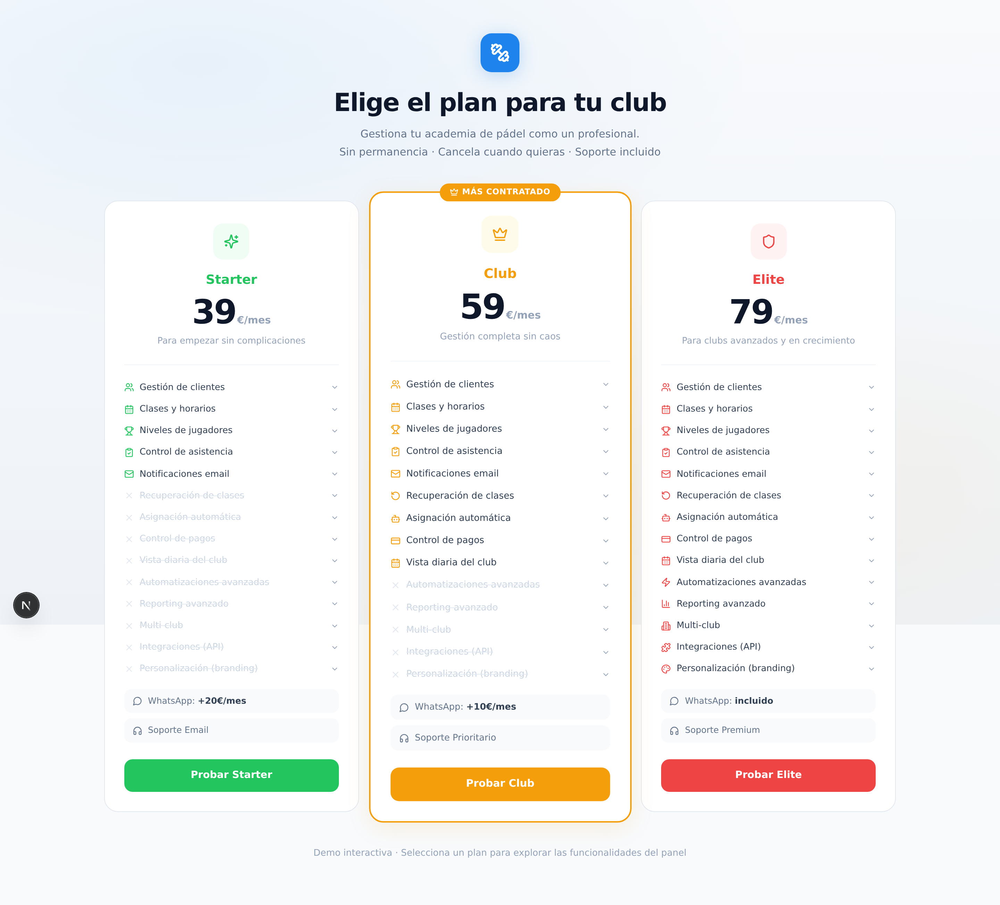 Elige el plan para tu club
Gestiona tu academia de pádel como un profesional.
Sin permanencia · Cancela cuando quieras · Soporte incluido
Starter
39€/mes
Para empezar sin complicaciones
Gestión de clientes
Clases y horarios
Niveles de jugadores
Control de asistencia
Notificaciones email
Recuperación de clases
Asignación automática
Control de pagos
Vista diaria del club
Automatizaciones avanzadas
Reporting avanzado
Multi-club
Integraciones (API)
Personalización (branding)
WhatsApp: +20€/mes
Soporte Email
Probar Starter
MÁS CONTRATADO
Club
59€/mes
Gestión completa sin caos
Gestión de clientes
Clases y horarios
Niveles de jugadores
Control de asistencia
Notificaciones email
Recuperación de clases
Asignación automática
Control de pagos
Vista diaria del club
Automatizaciones avanzadas
Reporting avanzado
Multi-club
Integraciones (API)
Personalización (branding)
WhatsApp: +10€/mes
Soporte Prioritario
Probar Club
Elite
79€/mes
Para clubs avanzados y en crecimiento
Gestión de clientes
Clases y horarios
Niveles de jugadores
Control de asistencia
Notificaciones email
Recuperación de clases
Asignación automática
Control de pagos
Vista diaria del club
Automatizaciones avanzadas
Reporting avanzado
Multi-club
Integraciones (API)
Personalización (branding)
WhatsApp: incluido
Soporte Premium
Probar Elite
N
Demo interactiva · Selecciona un plan para explorar las funcionalidades del panel